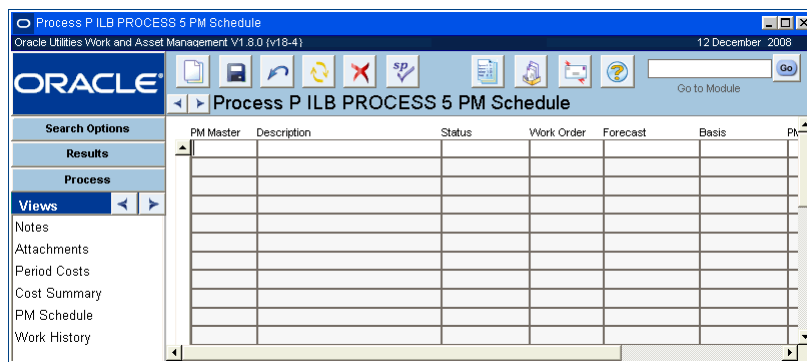 Process P ILB PROCESS 5 PM Schedule
Oracle Utilities Work and Asset Management V1.8.0 {v18-4} 12 December 2008
ORACLE
sp
Go
Go to Module
Process P ILB PROCESS 5 PM Schedule
Search Options
Results
Process
Views
Notes
Attachments
Period Costs
Cost Summary
PM Schedule
Work History
PM Master Description Status Work Order Forecast Basis